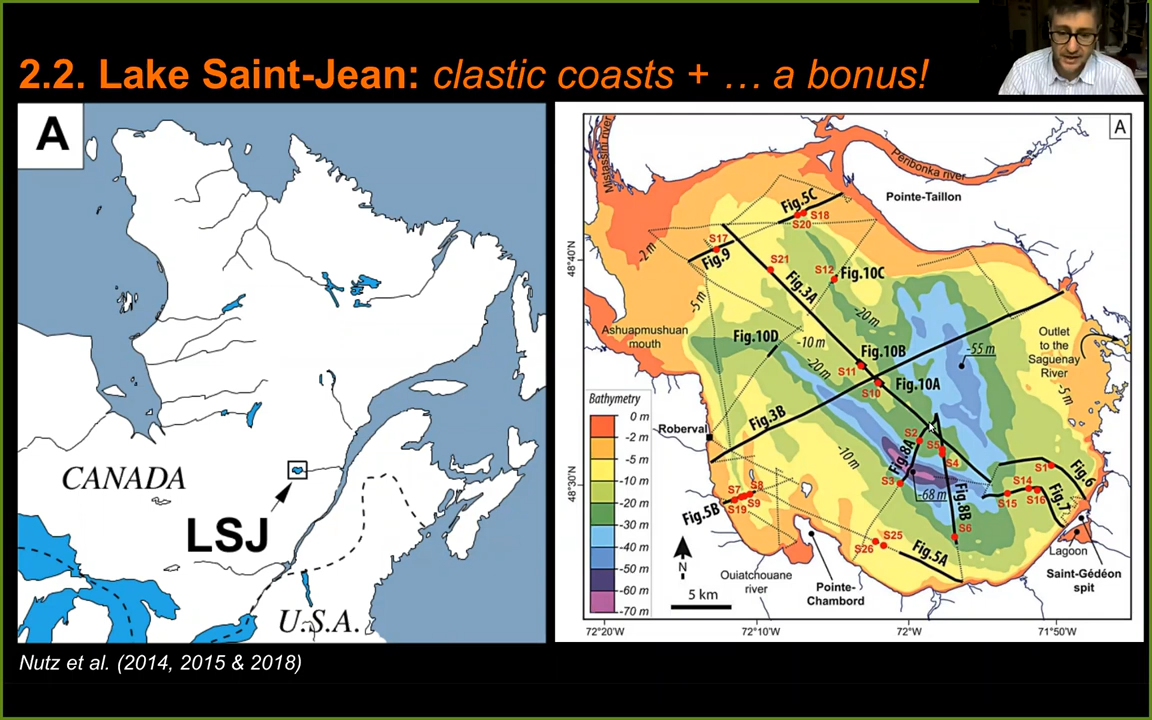 2.2. Lake Saint-Jean: clastic coasts + … a bonus!
A
CANADA
LSJ
U.S.A.
A
Mistassini river
Peribonka river
Pointe-Taillon
Fig.5C
S18
S20
S17
Fig.9
-2 m
S21
S12
Fig.10C
Fig.3A
48°40'N
-5 m
-20 m
Ashuapmushuan
mouth
Fig.10D
-10 m
-20 m
Fig.10B
S11
Fig.10A
S10
-55 m
Outlet
to the
Saguenay
River
-5 m
Bathymetry
0 m
-2 m
-5 m
-10 m
-20 m
-30 m
-40 m
-50 m
-60 m
-70 m
Roberval
Fig.3B
-10 m
S2
S5
S4
Fig.8A
S3
-68 m
Fig.8B
S6
S1
Fig.6
S14
S15
S16
Fig.7
48°30'N
S7
S8
S9
S19
Fig.5B
S25
S26
Fig.5A
N
5 km
Ouiatchouane
river
Pointe-
Chambord
Lagoon
Saint-Gédéon
spit
72°20'W
72°10'W
72°W
71°50'W
Nutz et al. (2014, 2015 & 2018)